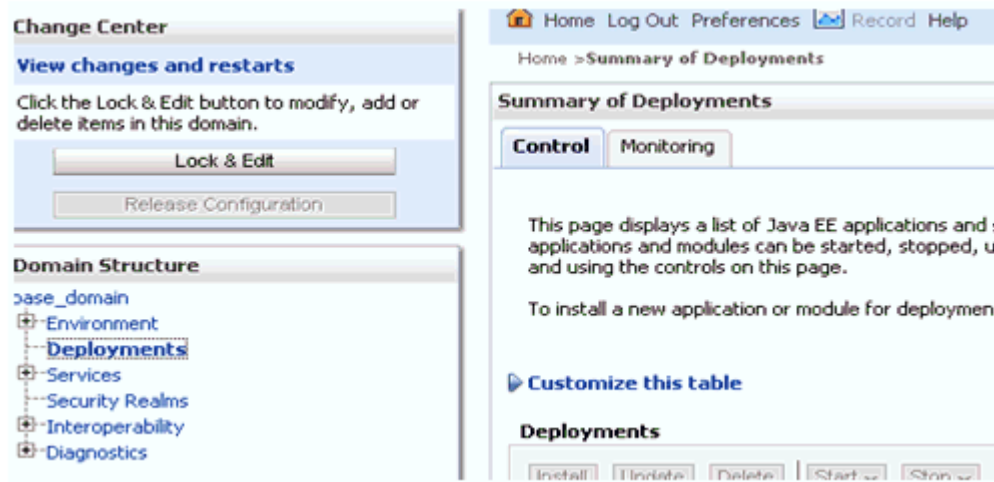 Change Center
View changes and restarts
Click the Lock & Edit button to modify, add or
delete items in this domain.
Lock & Edit
Release Configuration
Domain Structure
base_domain
Environment
Deployments
Services
Security Realms
Interoperability
Diagnostics
Home Log Out Preferences Record Help
Home >Summary of Deployments
Summary of Deployments
Control Monitoring
This page displays a list of Java EE applications and
applications and modules can be started, stopped,
and using the controls on this page.
To install a new application or module for deploymen
Customize this table
Deployments
Install Update Delete Start Stop